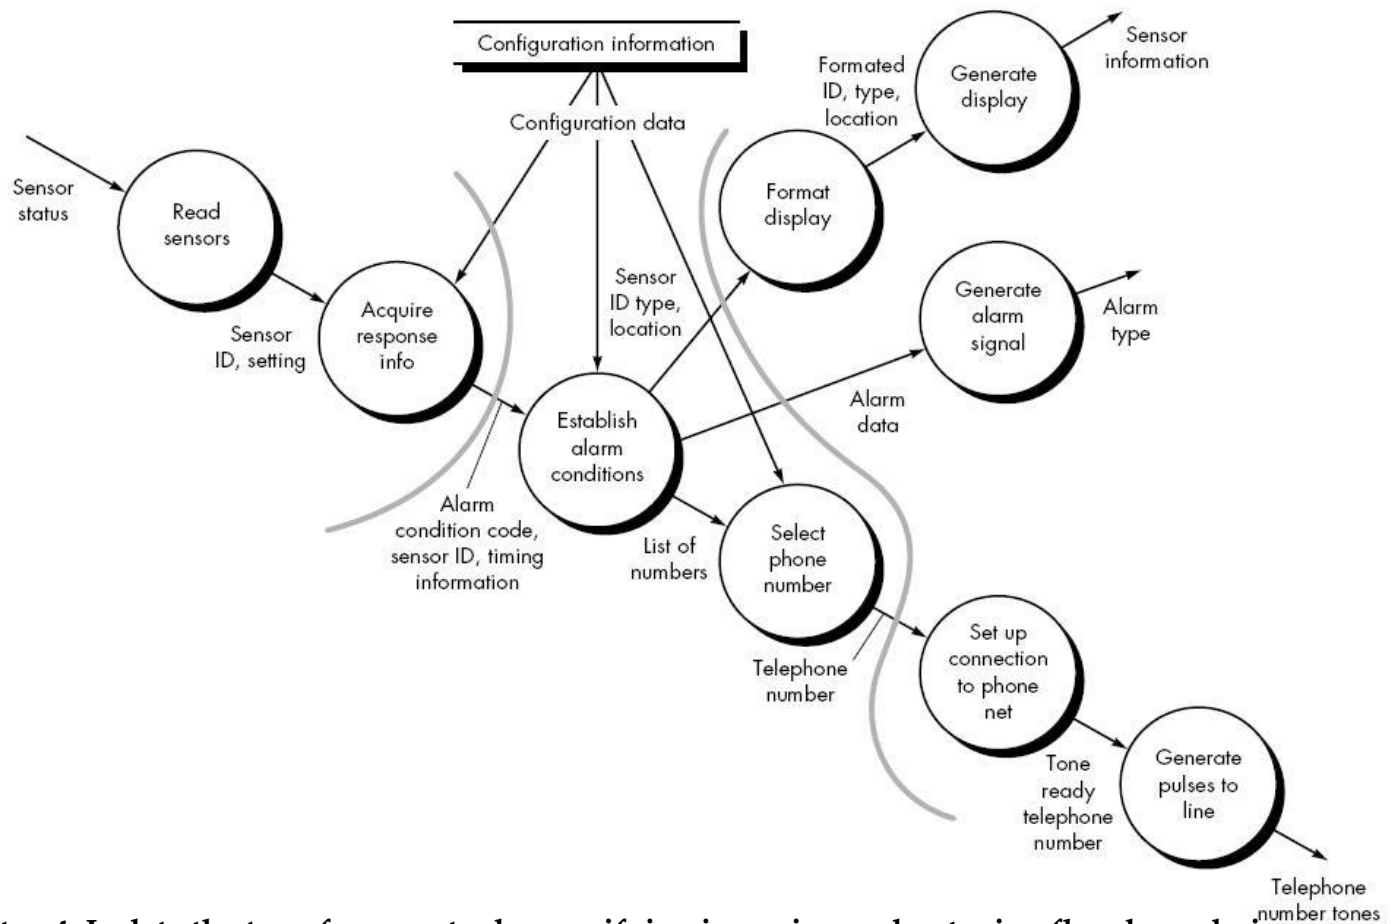 Configuration information
Configuration data
Sensor
status
Read
sensors
Sensor
ID, setting
Acquire
response
info
Alarm
condition code,
sensor ID, timing
information
Establish
alarm
conditions
Sensor
ID type,
location
Format
display
Formated
ID, type,
location
Generate
display
Sensor
information
Alarm
data
Generate
alarm
signal
Alarm
type
List of
numbers
Select
phone
number
Telephone
number
Set up
connection
to phone
net
Tone
ready
telephone
number
Generate
pulses to
line
Telephone
number tones